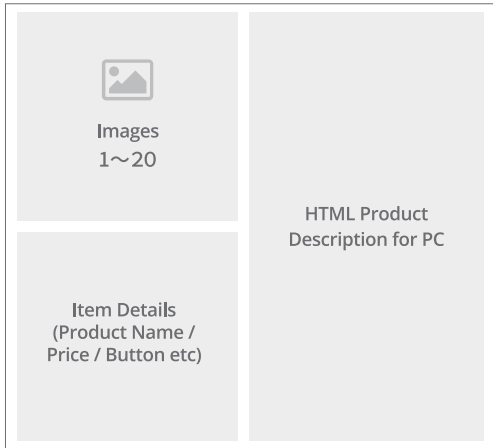 Images
1〜20
Item Details
(Product Name /
Price / Button etc)
HTML Product
Description for PC